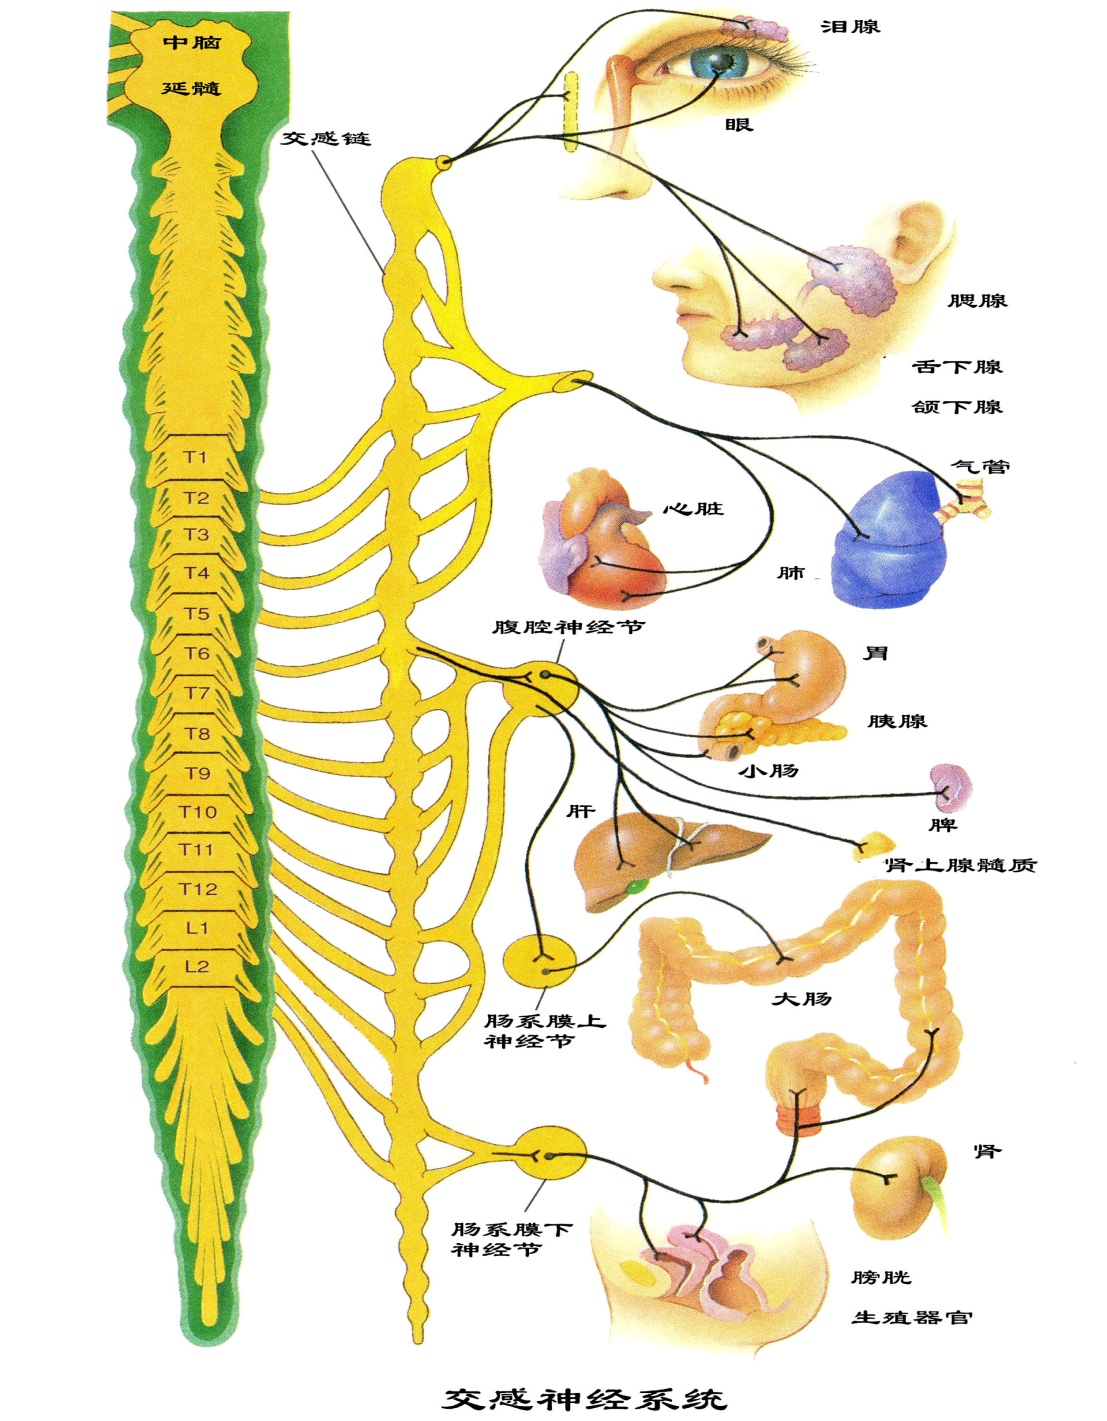 中脑
延髓
交感链
泪腺
眼
腮腺
舌下腺
颌下腺
T1
T2
T3
T4
T5
T6
T7
T8
T9
T10
T11
T12
L1
L2
气管
心脏
肺
腹腔神经节
胃
胰腺
小肠
脾
肝
肾上腺髓质
大肠
肠系膜上
神经节
肾
肠系膜下
神经节
膀胱
生殖器官
交感神经系统